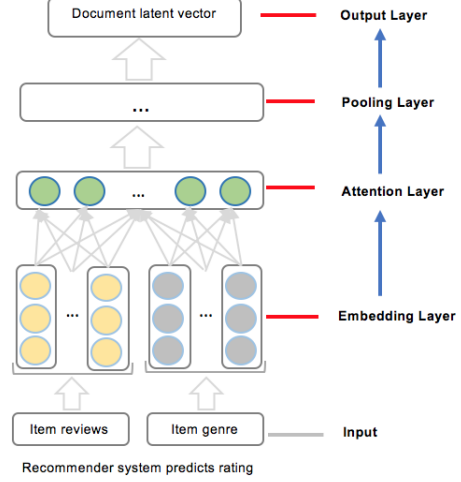 Document latent vector
Output Layer
...
Pooling Layer
...
Attention Layer
...
...
Embedding Layer
Item reviews
Item genre
Input
Recommender system predicts rating